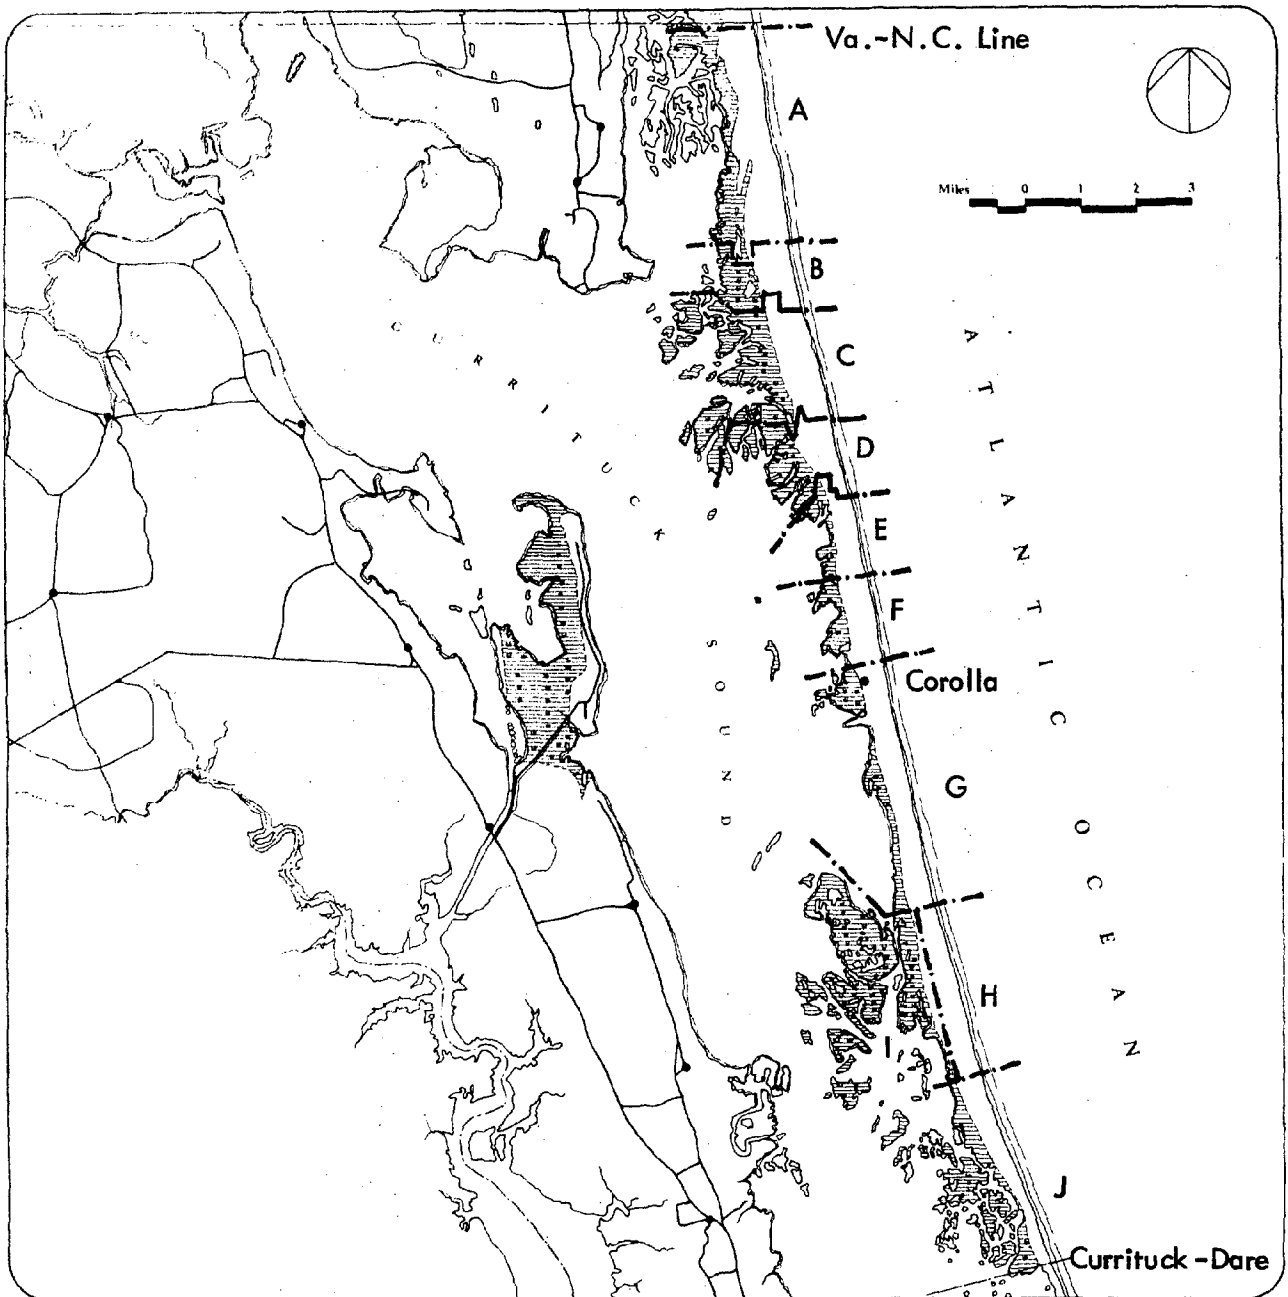 Va.-N.C. Line
A
Miles 0 1 2 3
B
CURRITUCK
C
ATLANTIC
D
E
F
SOUND
Corolla
G
OCEAN
H
I
J
Currituck-Dare